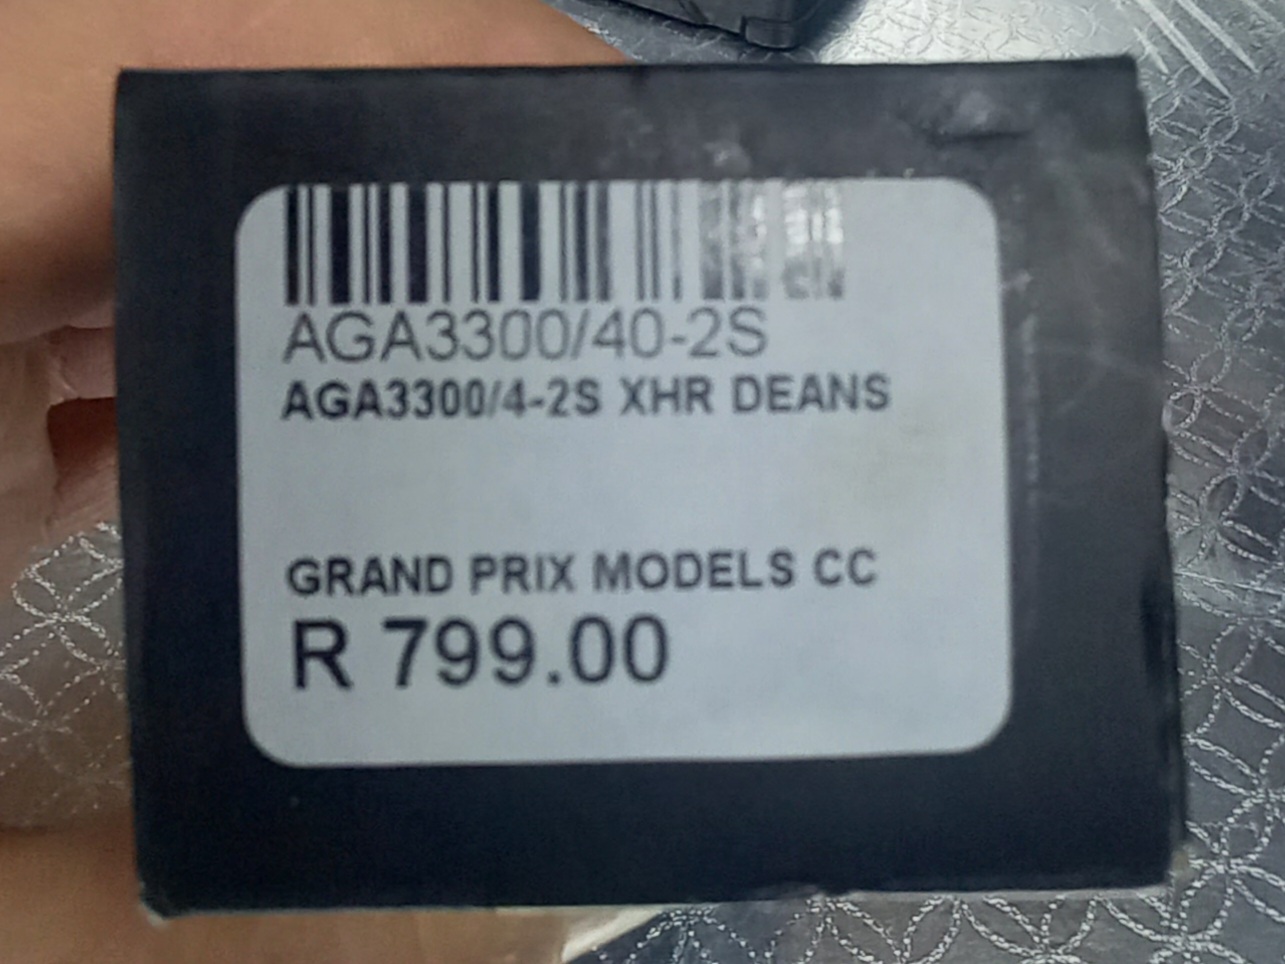 AGA3300/40-2S
AGA3300/4-2S XHR DEANS
GRAND PRIX MODELS CC
R 799.00